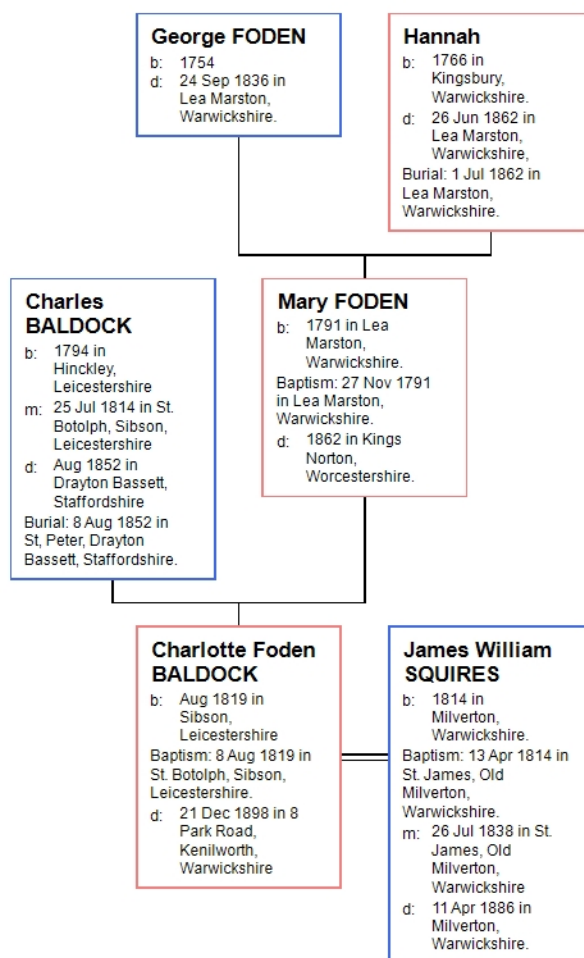 George FODEN
b: 1754
d: 24 Sep 1836 in
Lea Marston,
Warwickshire.
Hannah
b: 1766 in
Kingsbury,
Warwickshire.
d: 26 Jun 1862 in
Lea Marston,
Warwickshire,
Burial: 1 Jul 1862 in
Lea Marston,
Warwickshire.
Charles
BALDOCK
b: 1794 in
Hinckley,
Leicestershire
m: 25 Jul 1814 in St.
Botolph, Sibson,
Leicestershire
d: Aug 1852 in
Drayton Bassett,
Staffordshire
Burial: 8 Aug 1852 in
St, Peter, Drayton
Bassett, Staffordshire.
Mary FODEN
b: 1791 in Lea
Marston,
Warwickshire.
Baptism: 27 Nov 1791
in Lea Marston,
Warwickshire.
d: 1862 in Kings
Norton,
Worcestershire.
Charlotte Foden
BALDOCK
b: Aug 1819 in
Sibson,
Leicestershire
Baptism: 8 Aug 1819 in
St. Botolph, Sibson,
Leicestershire.
d: 21 Dec 1898 in 8
Park Road,
Kenilworth,
Warwickshire
James William
SQUIRES
b: 1814 in
Milverton,
Warwickshire.
Baptism: 13 Apr 1814 in
St. James, Old
Milverton,
Warwickshire.
m: 26 Jul 1838 in St.
James, Old
Milverton,
Warwickshire
d: 11 Apr 1886 in
Milverton,
Warwickshire.